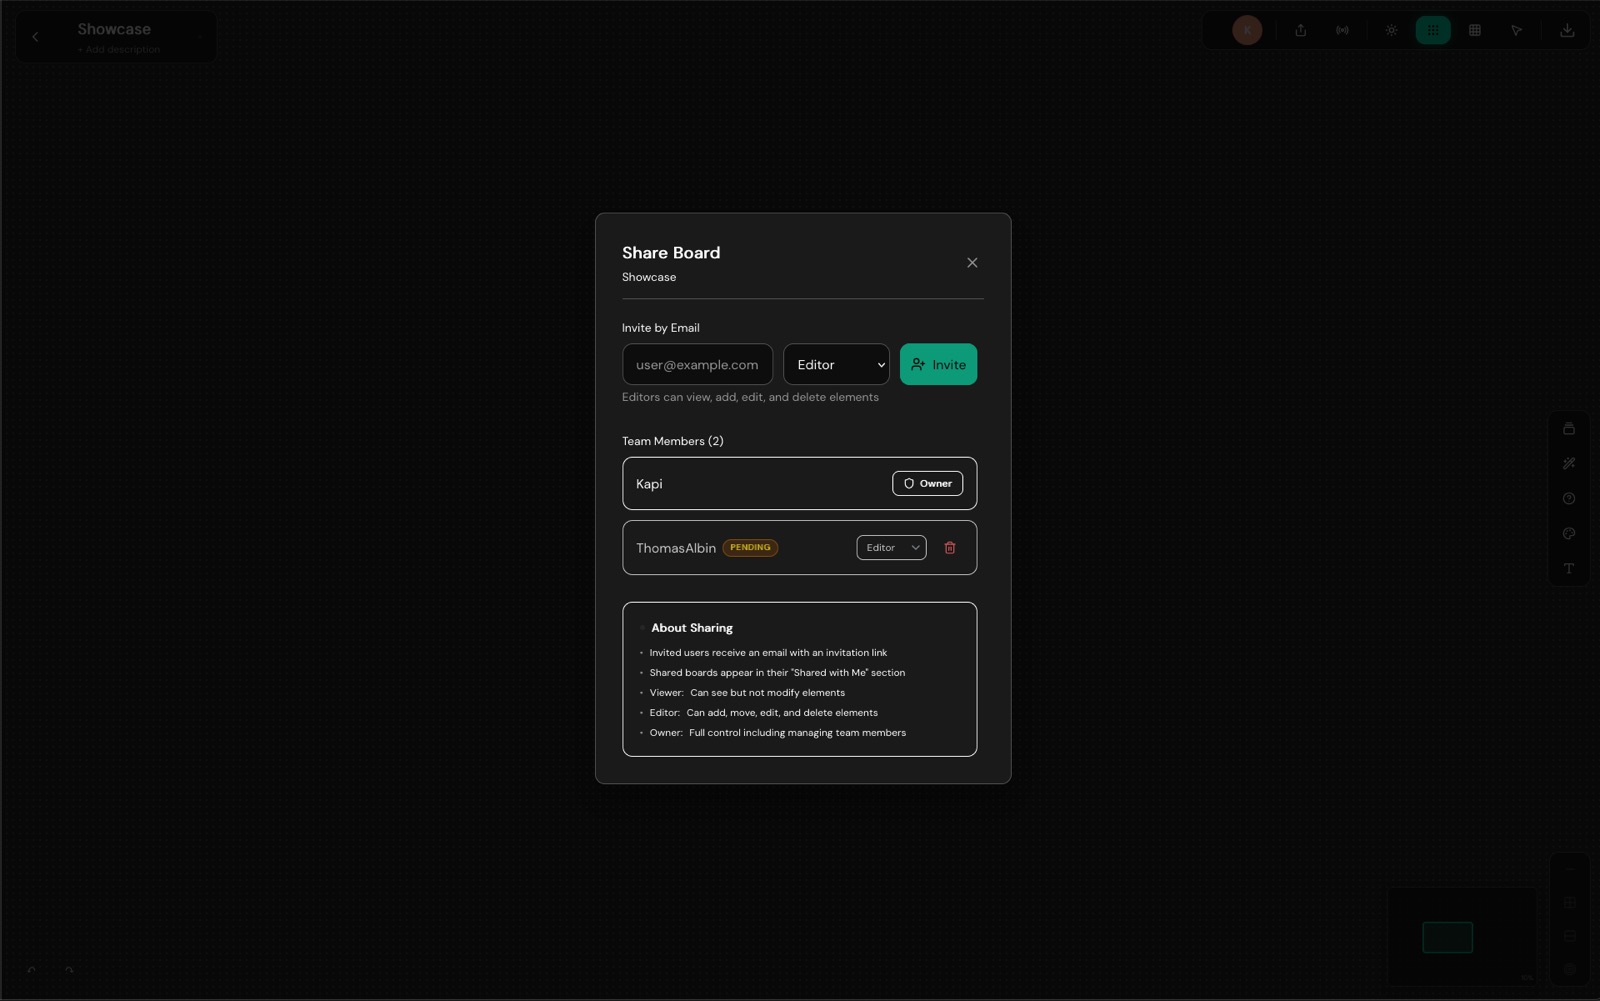 Showcase
+ Add description
K
Share Board
Showcase
Invite by Email
user@example.com
Editor
Invite
Editors can view, add, edit, and delete elements
Team Members (2)
Kapi
Owner
ThomasAlbin
PENDING
Editor
About Sharing
• Invited users receive an email with an invitation link
• Shared boards appear in their "Shared with Me" section
• Viewer: Can see but not modify elements
• Editor: Can add, move, edit, and delete elements
• Owner: Full control including managing team members